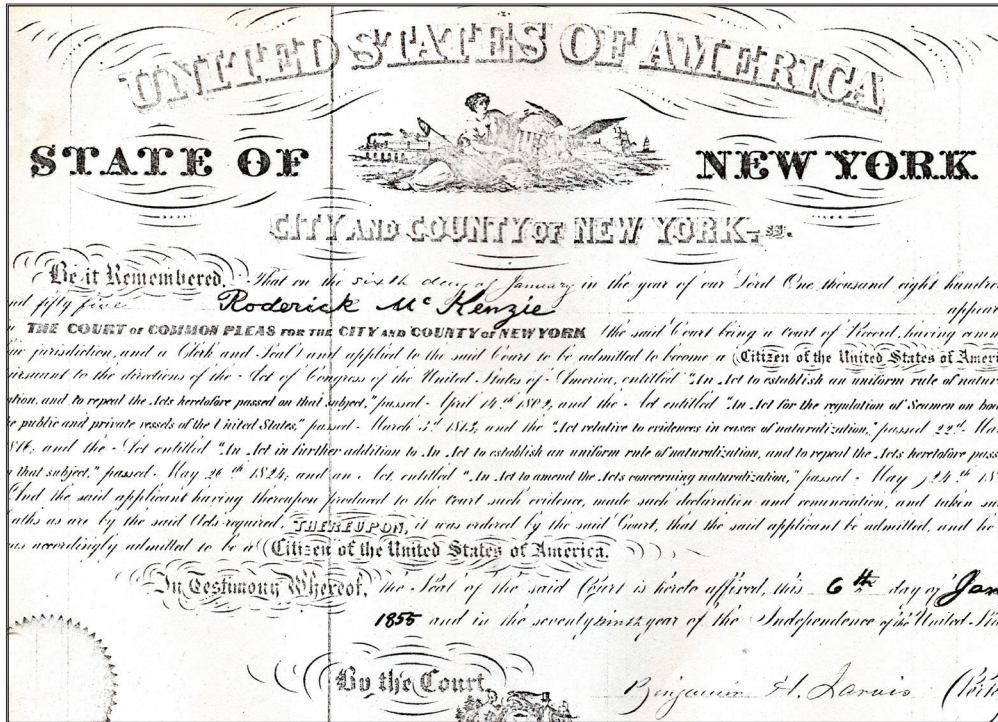 UNITED STATES OF AMERICA
STATE OF NEW YORK
CITY AND COUNTY OF NEW YORK, ss.
Be it Remembered, That on the sixth day of January in the year of our Lord One thousand eight hundre
nd fifty five Roderick Mc Kenzie appear
THE COURT OF COMMON PLEAS FOR THE CITY AND COUNTY OF NEW YORK (the said Court being a Court of Record, having comm
jurisdiction, and a Clerk and Seal) and applied to the said Court to be admitted to become a Citizen of the United States of Ameri
ursuant to the directions of the Act of Congress of the United States of America, entitled "An Act to establish an uniform rule of natur
tion, and to repeal the Acts heretofore passed on that subject," passed April 14th 1802, and the Act entitled "An Act for the regulation of Seamen on boa
e public and private vessels of the United States," passed March 3d 1813, and the "Act relative to evidences in cases of naturalization," passed 22d Ma
816, and the Act entitled "An Act in further addition to An Act to establish an uniform rule of naturalization, and to repeal the Acts heretofore pass
n that subject," passed May 26th 1824, and an Act, entitled "An Act to amend the Acts concerning naturalization," passed May 24th 18
And the said applicant having thereupon produced to the Court such evidence, made such declaration and renunciation, and taken su
aths as are by the said Acts required, THEREUPON, it was ordered by the said Court, that the said applicant be admitted, and he
as accordingly admitted to be a Citizen of the United States of America.
In Testimony Whereof, the Seal of the said Court is hereto affixed, this 6th day of Jan
1855 and in the seventy ninth year of the Independence of the United Sta
By the Court,
Benjamin H. Jarvis Clerk